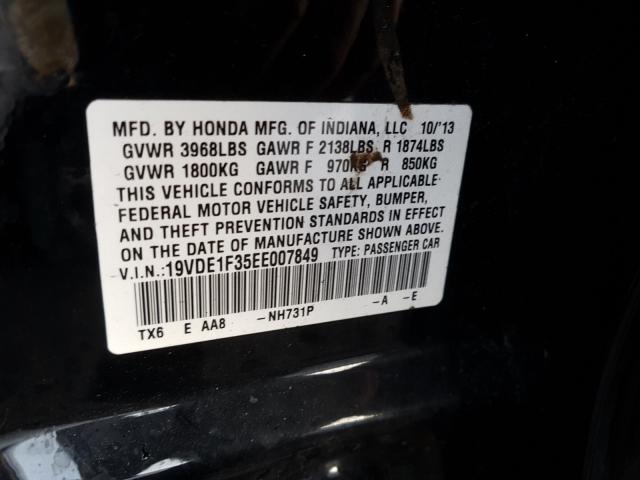 MFD. BY HONDA MFG. OF INDIANA, LLC 10/'13
GVWR 3968LBS GAWR F 2138LBS R 1874LBS
GVWR 1800KG GAWR F 970KG R 850KG
THIS VEHICLE CONFORMS TO ALL APPLICABLE
FEDERAL MOTOR VEHICLE SAFETY, BUMPER,
AND THEFT PREVENTION STANDARDS IN EFFECT
ON THE DATE OF MANUFACTURE SHOWN ABOVE.
V.I.N.:19VDE1F35EE007849 TYPE: PASSENGER CAR
TX6 E AA8 -NH731P -A -E